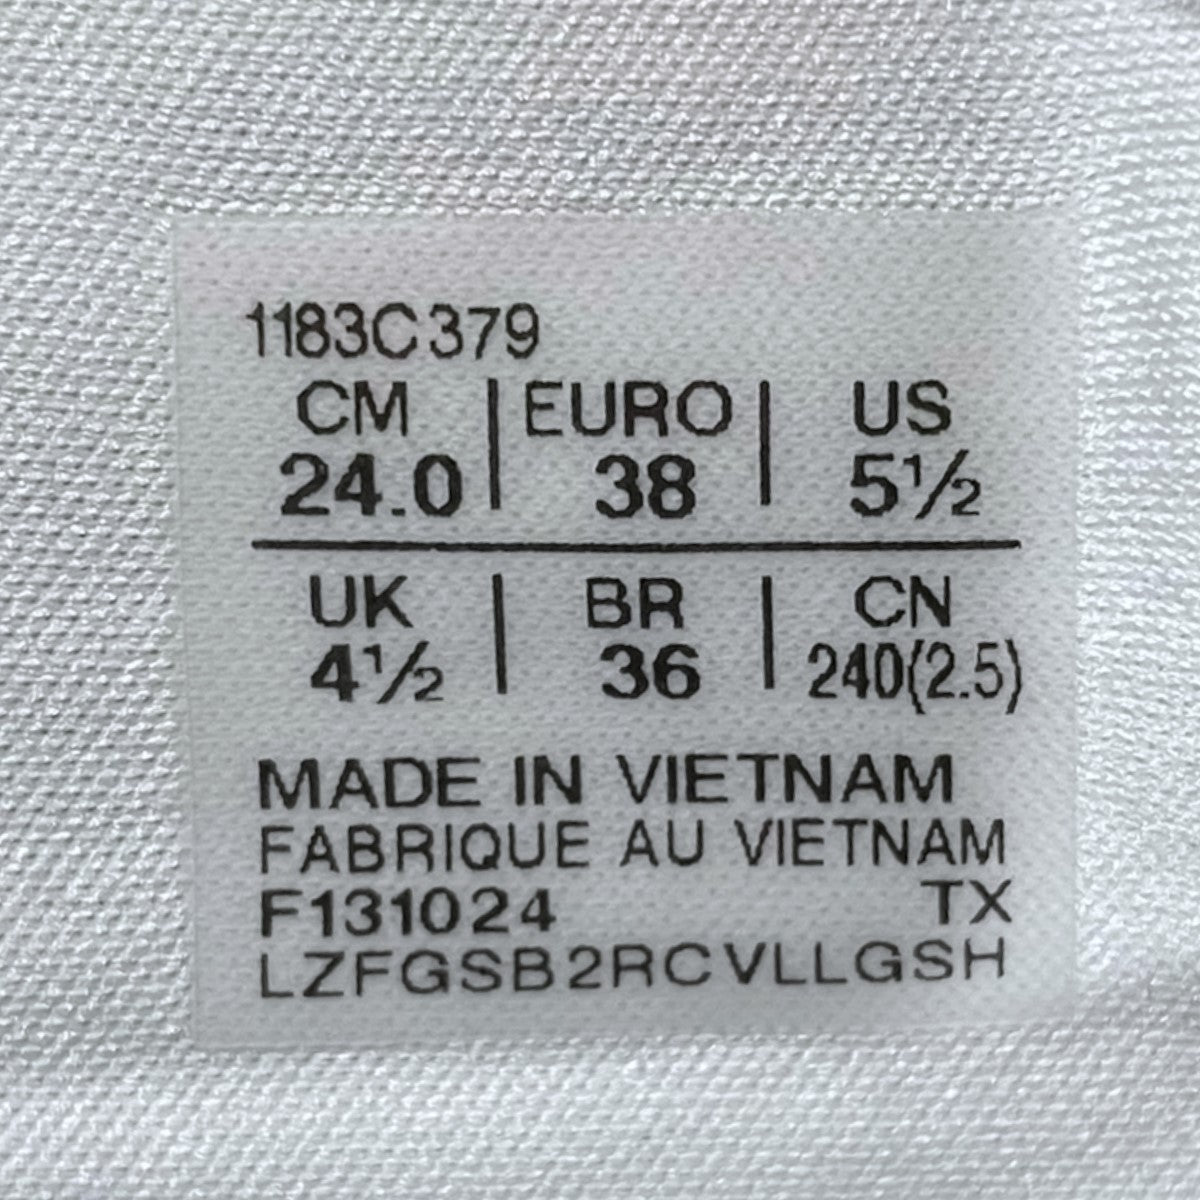 1183C379
CM | EURO | US
24.0 | 38 | 5½
UK | BR | CN
4½ | 36 | 240(2.5)
MADE IN VIETNAM
FABRIQUE AU VIETNAM
F131024 TX
LZFGSB2RCVLLGSH